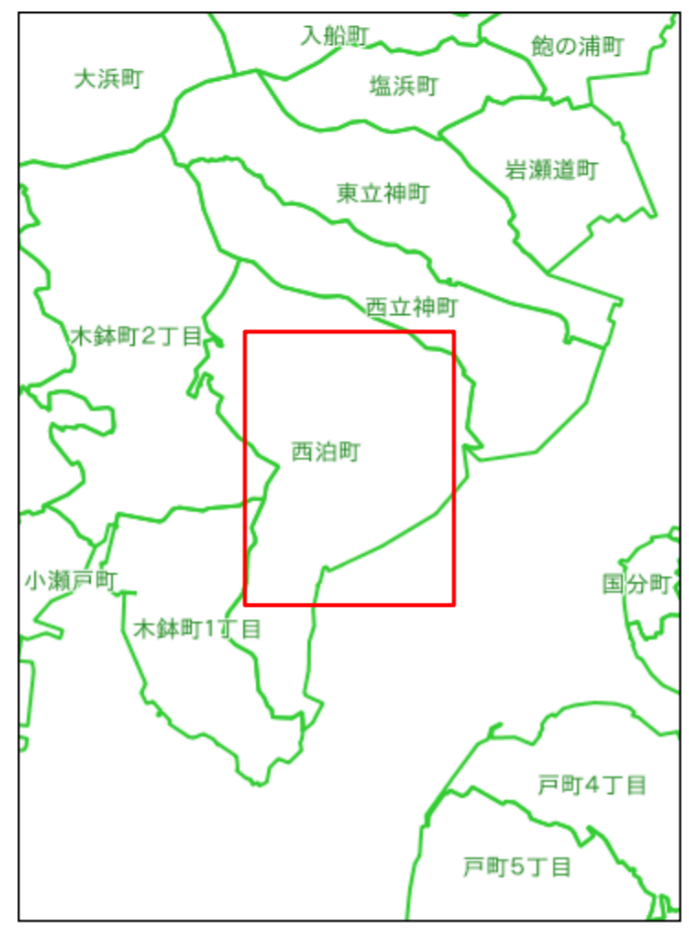 入船町
飽の浦町
大浜町
塩浜町
岩瀬道町
東立神町
西立神町
木鉢町2丁目
西泊町
小瀬戸町
国分町
木鉢町1丁目
戸町4丁目
戸町5丁目